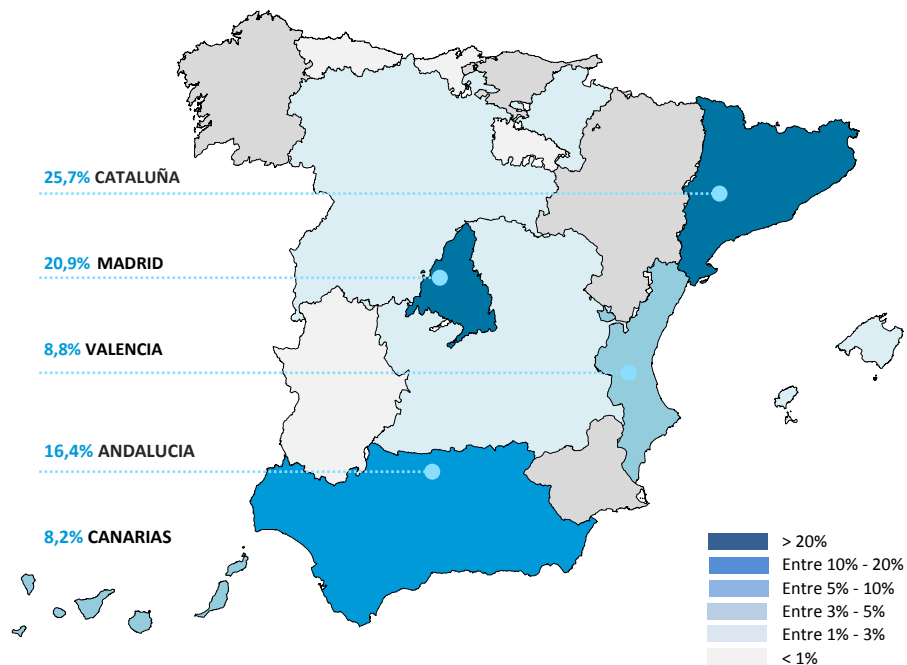 25,7% CATALUÑA
20,9% MADRID
8,8% VALENCIA
16,4% ANDALUCIA
8,2% CANARIAS
> 20%
Entre 10% - 20%
Entre 5% - 10%
Entre 3% - 5%
Entre 1% - 3%
< 1%